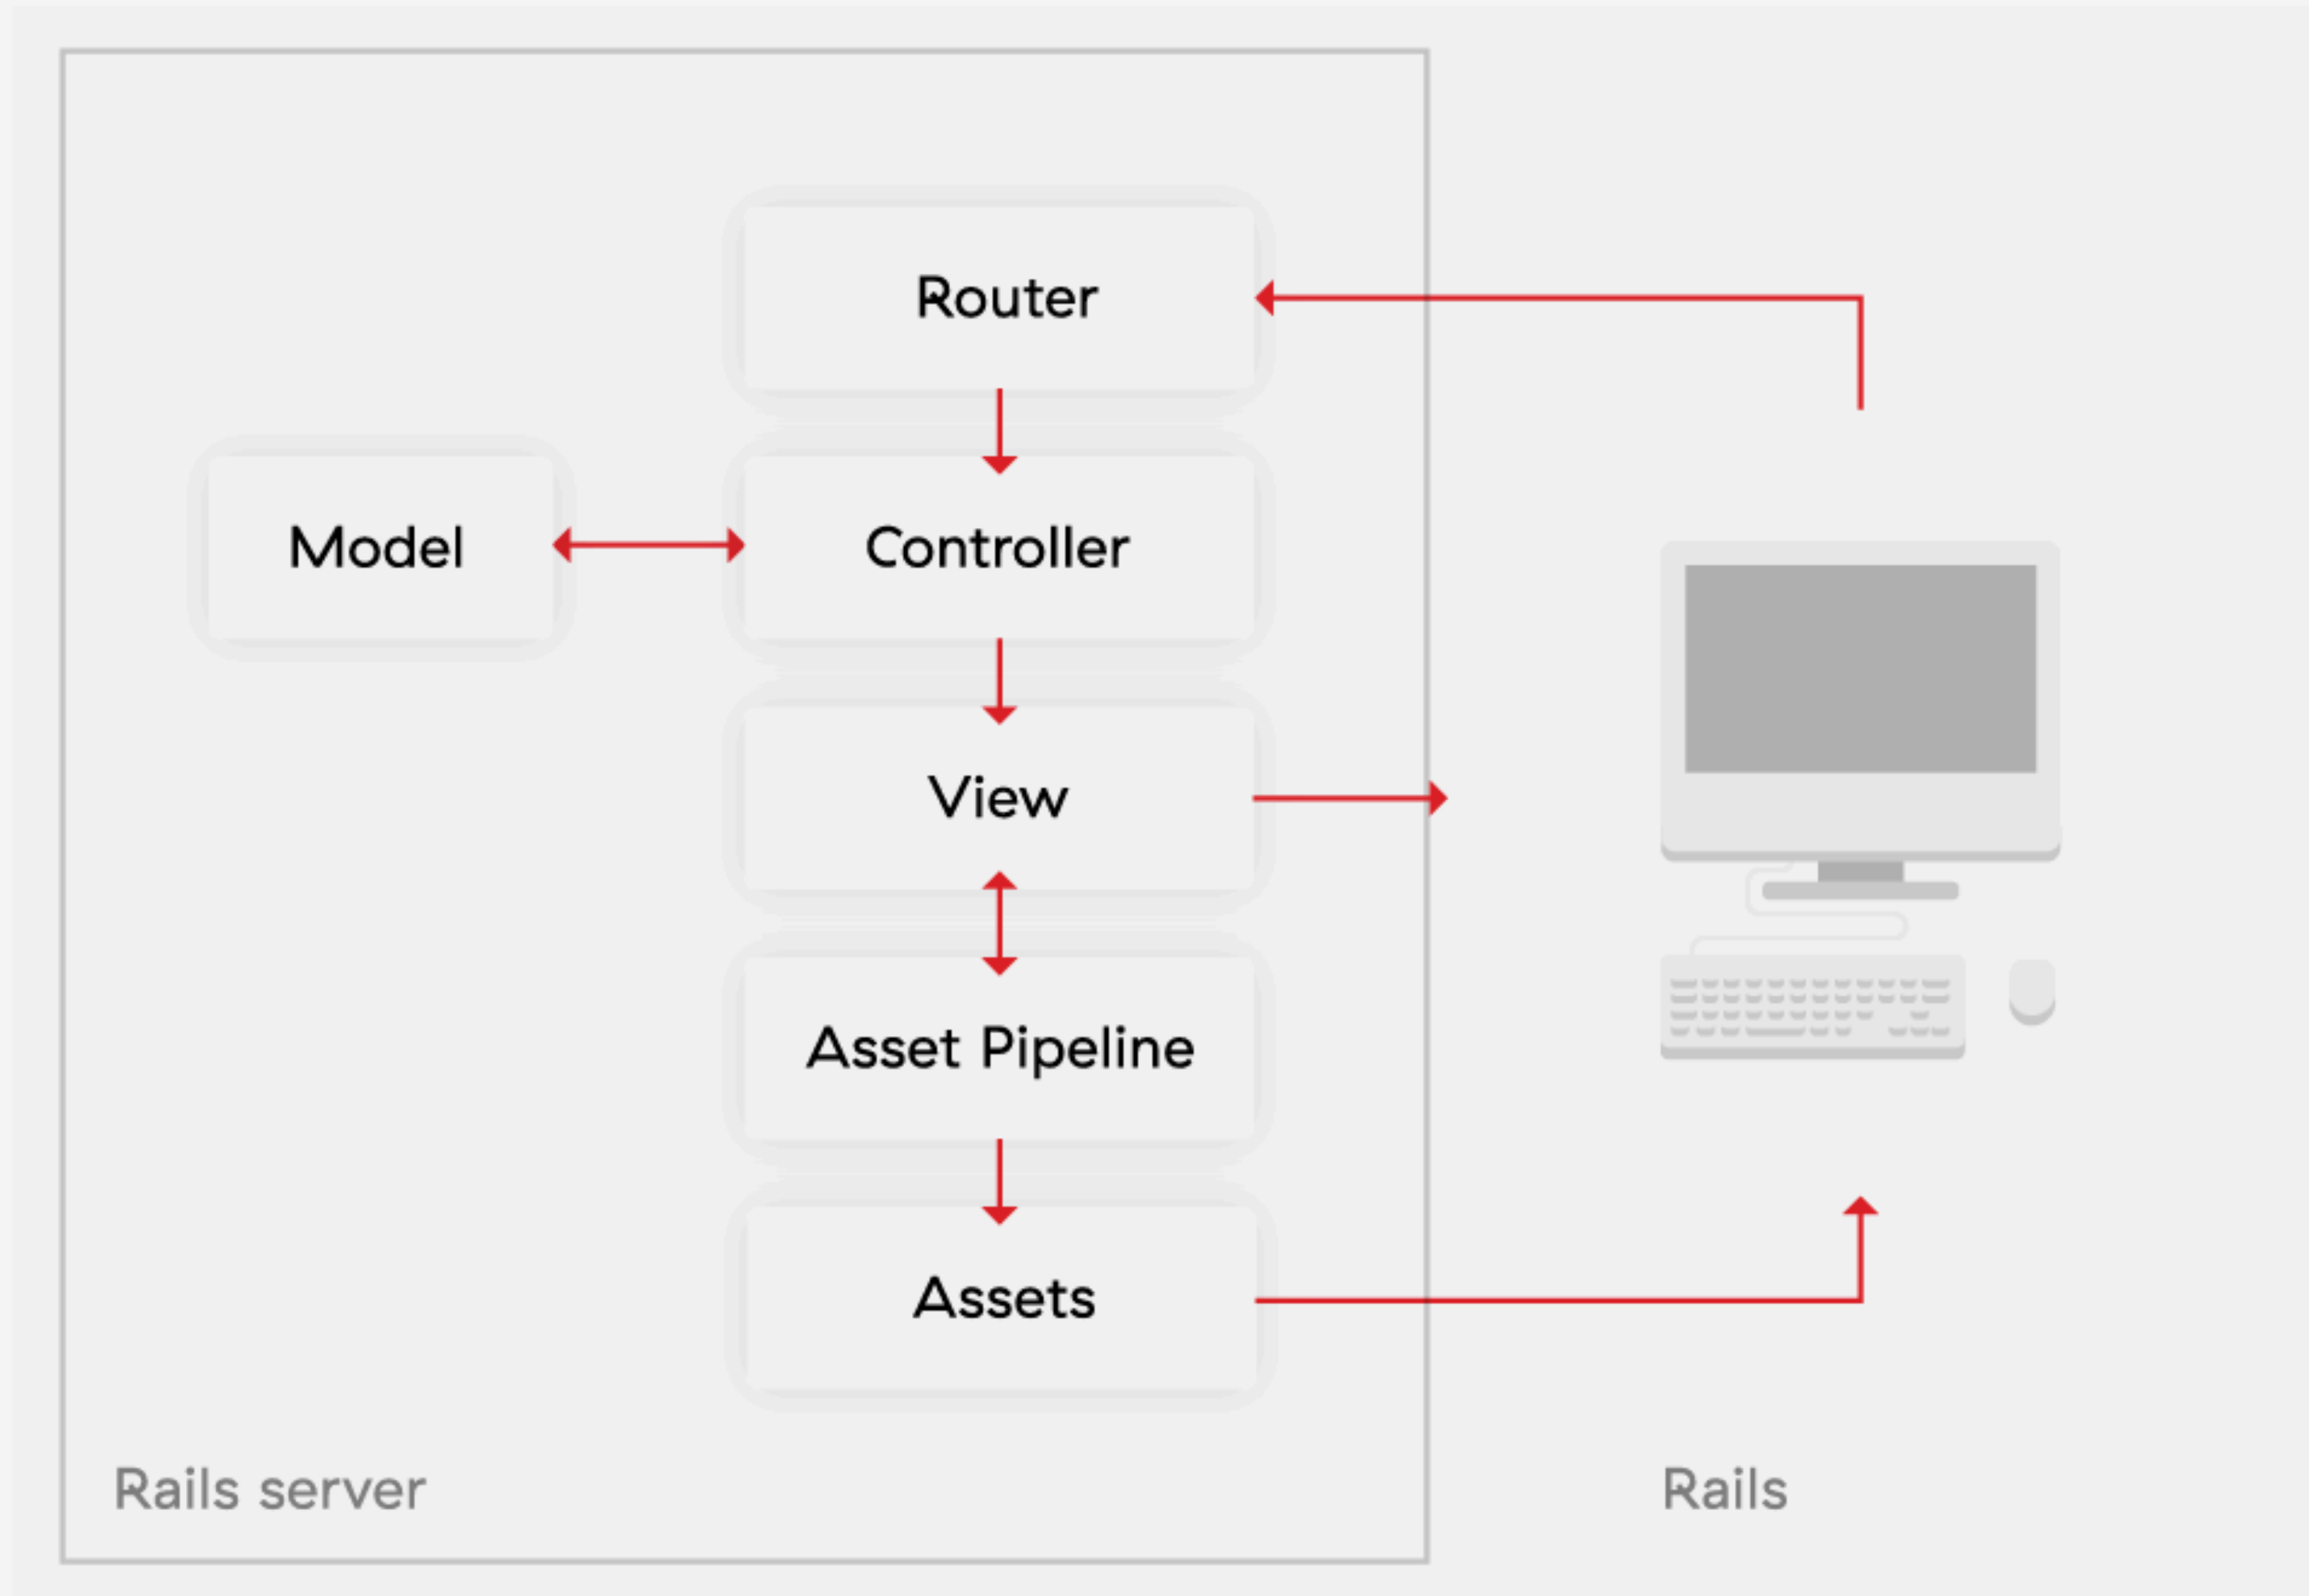 Router
Model
Controller
View
Asset Pipeline
Assets
Rails server
Rails